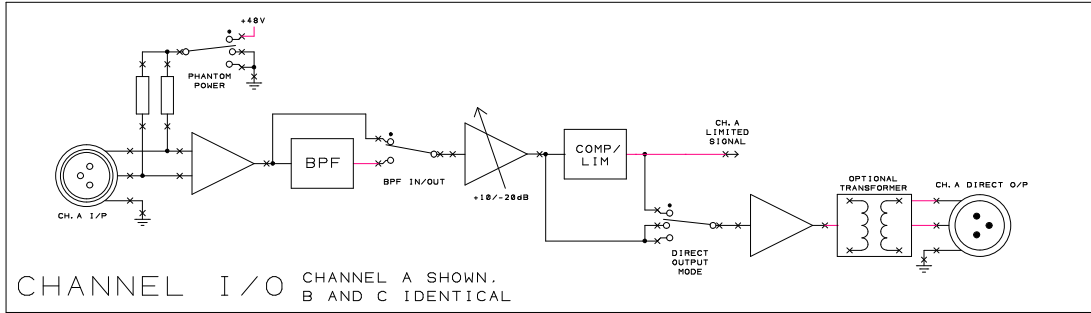 +48V
PHANTOM
POWER
CH.A I/P
BPF
BPF IN/OUT
+10/-20dB
COMP/
LIM
CH.A
LIMITED
SIGNAL
DIRECT
OUTPUT
MODE
OPTIONAL
TRANSFORMER
CH.A DIRECT O/P
CHANNEL I/O
CHANNEL A SHOWN.
B AND C IDENTICAL